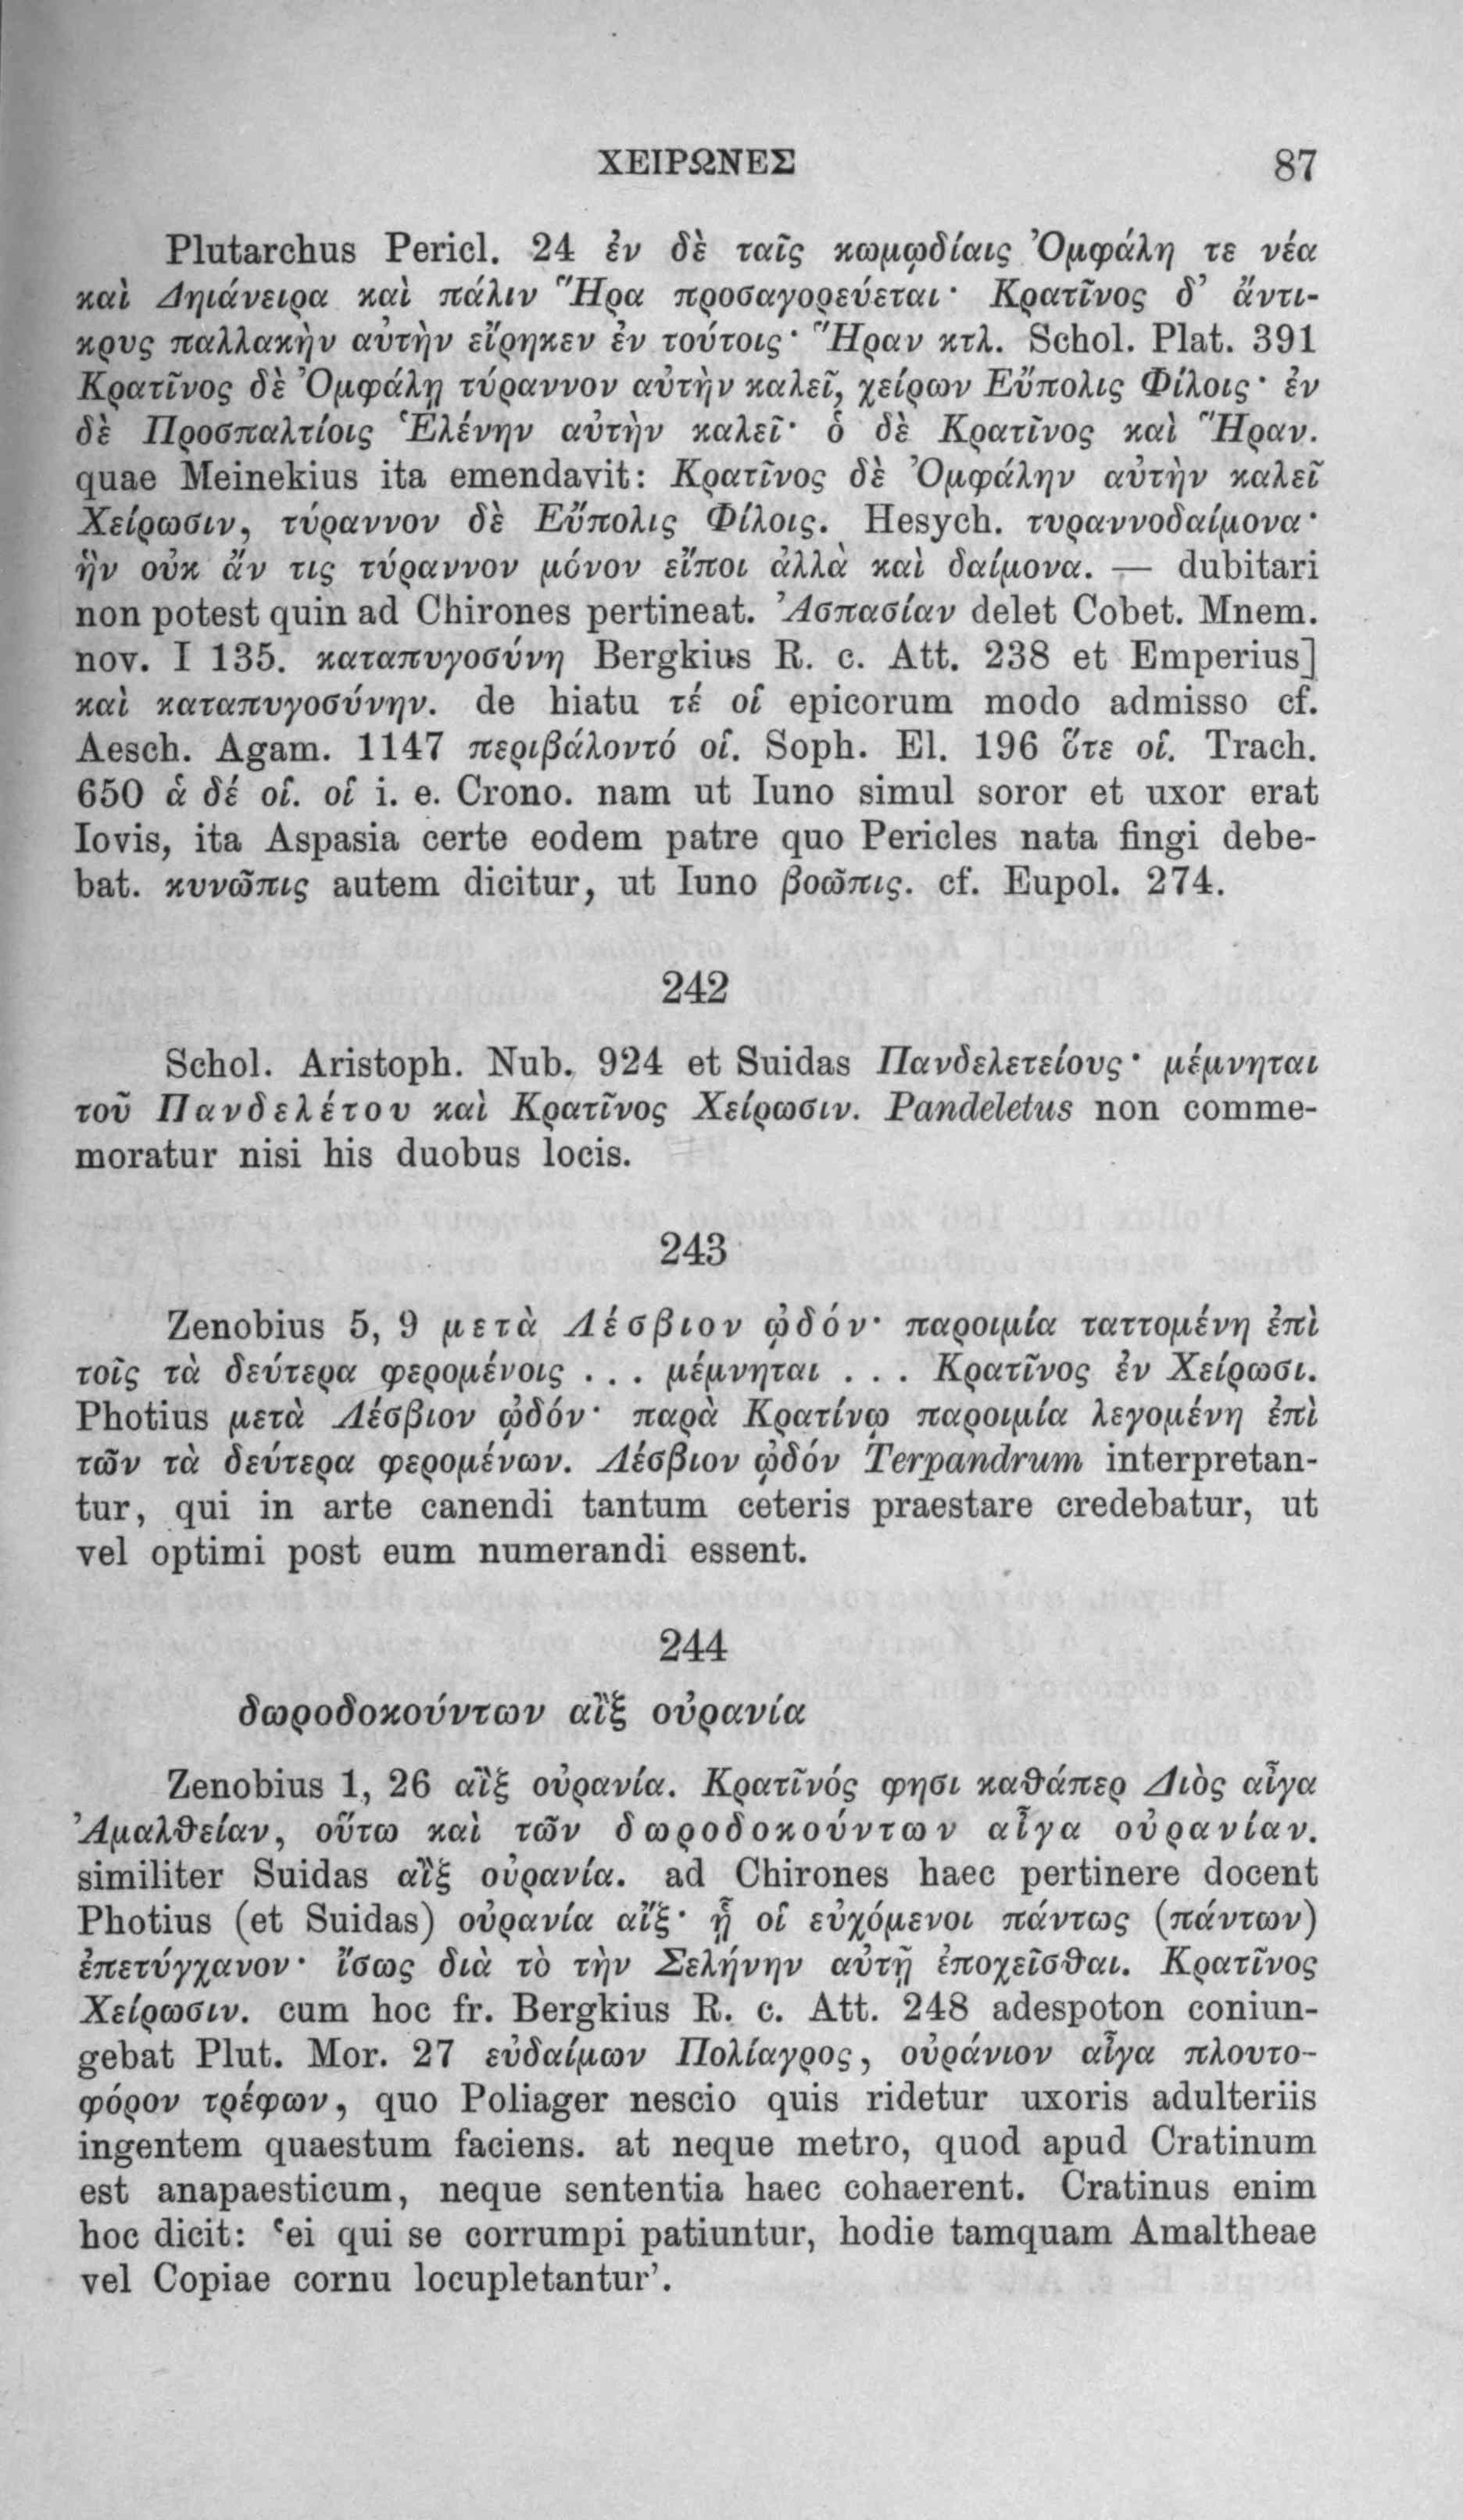 ΧΕΙΡΩΝΕΣ 87
Plutarchus Pericl. 24 ἐν δὲ ταῖς κωμῳδίαις Ὀμφάλη τε νέα
καὶ Δηιάνειρα καὶ πάλιν Ἥρα προσαγορεύεται· Κρατῖνος δ’ ἄντι-
κρυς παλλακὴν αὐτὴν εἴρηκεν ἐν τούτοις· Ἥραν κτλ. Schol. Plat. 391
Κρατῖνος δὲ Ὀμφάλῃ τύραννον αὐτὴν καλεῖ, χείρων Εὔπολις Φίλοις· ἐν
δὲ Προσπαλτίοις Ἑλένην αὐτὴν καλεῖ· ὁ δὲ Κρατῖνος καὶ Ἥραν.
quae Meinekius ita emendavit: Κρατῖνος δὲ Ὀμφάλην αὐτὴν καλεῖ
Χείρωσιν, τύραννον δὲ Εὔπολις Φίλοις. Hesych. τυραννοδαίμονα·
ἣν οὐκ ἄν τις τύραννον μόνον εἴποι ἀλλὰ καὶ δαίμονα. — dubitari
non potest quin ad Chirones pertineat. Ἀσπασίαν delet Cobet. Mnem.
nov. I 135. καταπυγοσύνη Bergkius R. c. Att. 238 et Emperius]
καὶ καταπυγοσύνην. de hiatu τέ οἱ epicorum modo admisso cf.
Aesch. Agam. 1147 περιβάλοντό οἱ. Soph. El. 196 ὅτε οἱ. Trach.
650 ἁ δέ οἱ. οἱ i. e. Crono. nam ut Iuno simul soror et uxor erat
Iovis, ita Aspasia certe eodem patre quo Pericles nata fingi debe-
bat. κυνῶπις autem dicitur, ut Iuno βοῶπις. cf. Eupol. 274.
242
Schol. Aristoph. Nub. 924 et Suidas Πανδελετείους· μέμνηται
τοῦ Πανδελέτου καὶ Κρατῖνος Χείρωσιν. Pandeletus non comme-
moratur nisi his duobus locis.
243
Zenobius 5, 9 μετὰ Λέσβιον ᾠδόν· παροιμία ταττομένη ἐπὶ
τοῖς τὰ δεύτερα φερομένοις . . . μέμνηται . . . Κρατῖνος ἐν Χείρωσι.
Photius μετὰ Λέσβιον ᾠδόν· παρὰ Κρατίνῳ παροιμία λεγομένη ἐπὶ
τῶν τὰ δεύτερα φερομένων. Λέσβιον ᾠδόν Terpandrum interpretan-
tur, qui in arte canendi tantum ceteris praestare credebatur, ut
vel optimi post eum numerandi essent.
244
δωροδοκούντων αἲξ οὐρανία
Zenobius 1, 26 αἲξ οὐρανία. Κρατῖνός φησι καθάπερ Διὸς αἶγα
Ἀμαλθείαν, οὕτω καὶ τῶν δωροδοκούντων αἶγα οὐρανίαν.
similiter Suidas αἲξ οὐρανία. ad Chirones haec pertinere docent
Photius (et Suidas) οὐρανία αἴξ· ᾗ οἱ εὐχόμενοι πάντως (πάντων)
ἐπετύγχανον· ἴσως διὰ τὸ τὴν Σελήνην αὐτῇ ἐποχεῖσθαι. Κρατῖνος
Χείρωσιν. cum hoc fr. Bergkius R. c. Att. 248 adespoton coniun-
gebat Plut. Mor. 27 εὐδαίμων Πολίαγρος, οὐράνιον αἶγα πλουτο-
φόρον τρέφων, quo Poliager nescio quis ridetur uxoris adulteriis
ingentem quaestum faciens. at neque metro, quod apud Cratinum
est anapaesticum, neque sententia haec cohaerent. Cratinus enim
hoc dicit: ‘ei qui se corrumpi patiuntur, hodie tamquam Amaltheae
vel Copiae cornu locupletantur’.